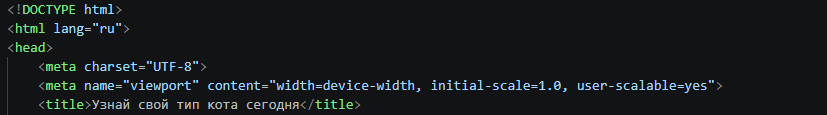 <!DOCTYPE html>
<html lang="ru">
<head>
<meta charset="UTF-8">
<meta name="viewport" content="width=device-width, initial-scale=1.0, user-scalable=yes">
<title>Узнай свой тип кота сегодня</title>